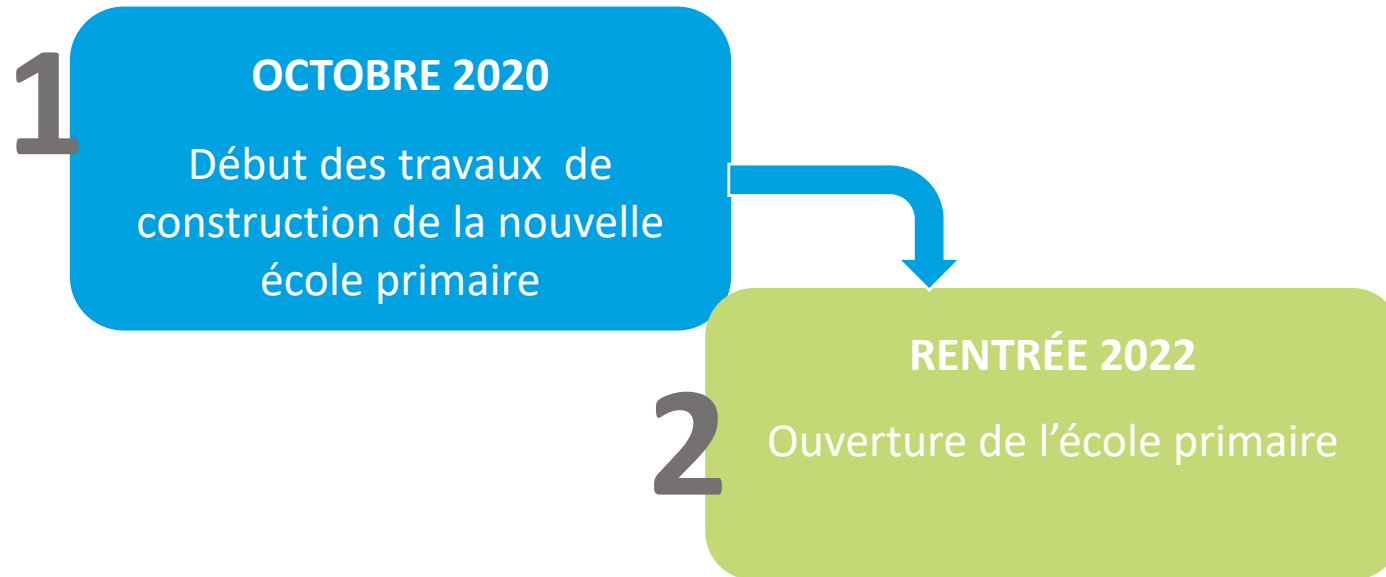 1
OCTOBRE 2020
Début des travaux de
construction de la nouvelle
école primaire
2
RENTRÉE 2022
Ouverture de l’école primaire